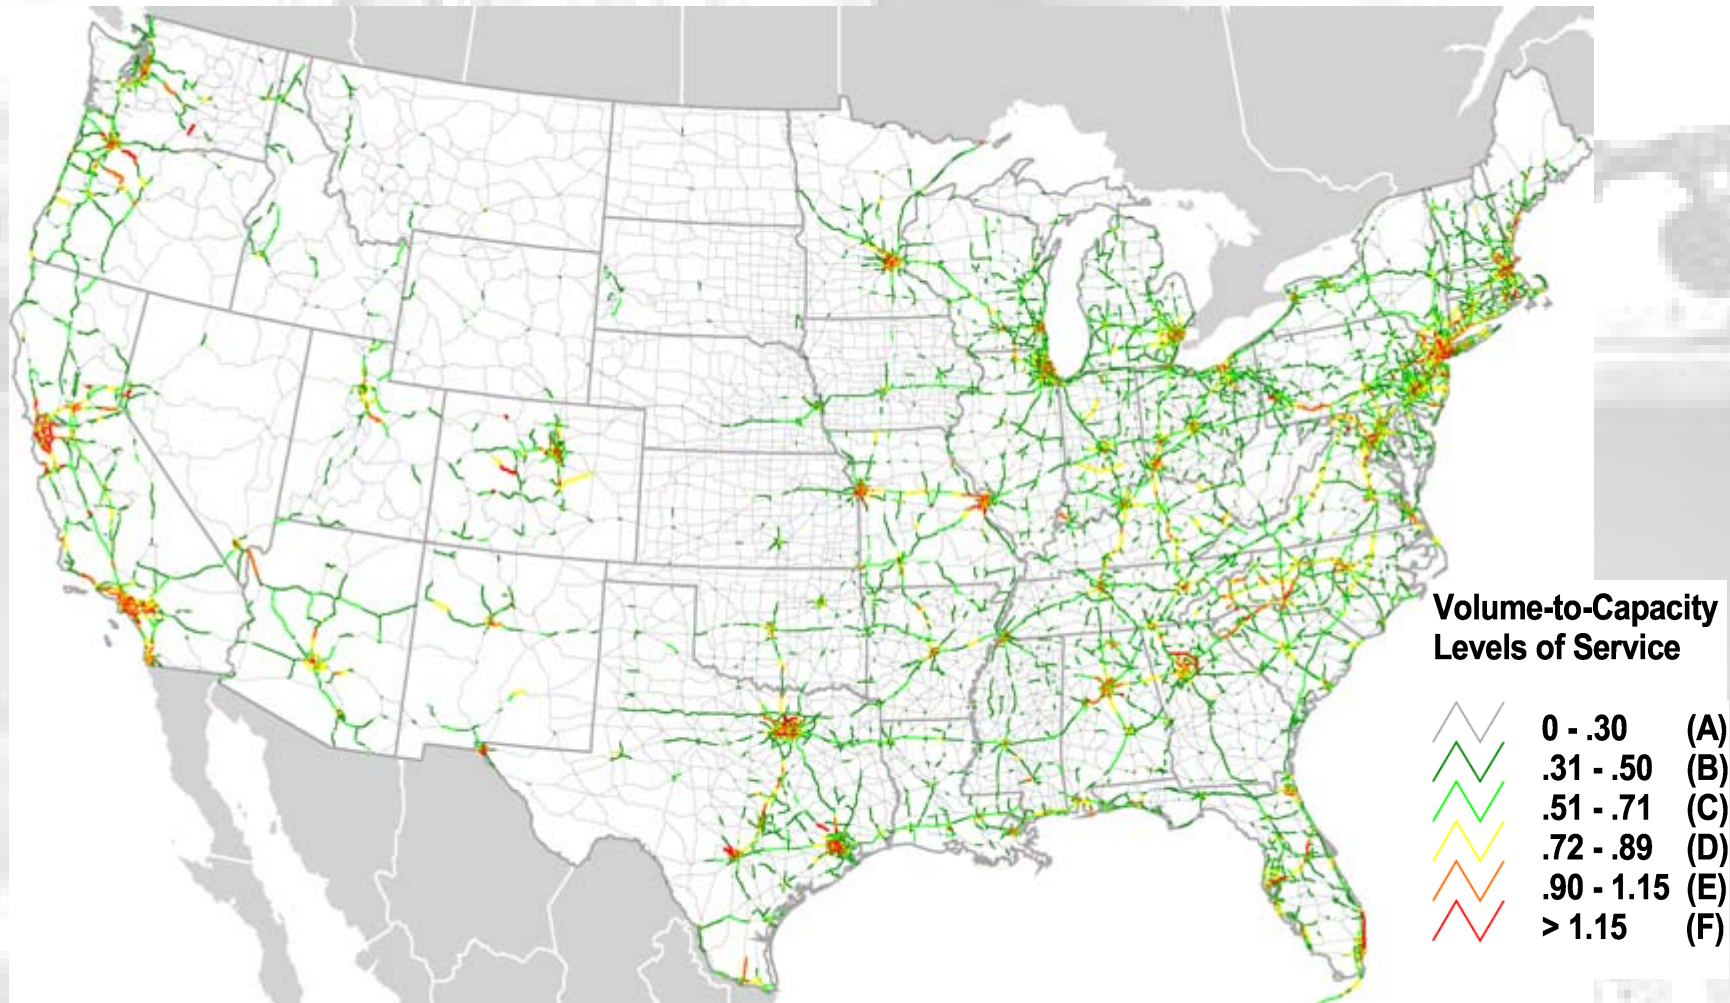 Volume-to-Capacity
Levels of Service
0 - .30 (A)
.31 - .50 (B)
.51 - .71 (C)
.72 - .89 (D)
.90 - 1.15 (E)
> 1.15 (F)